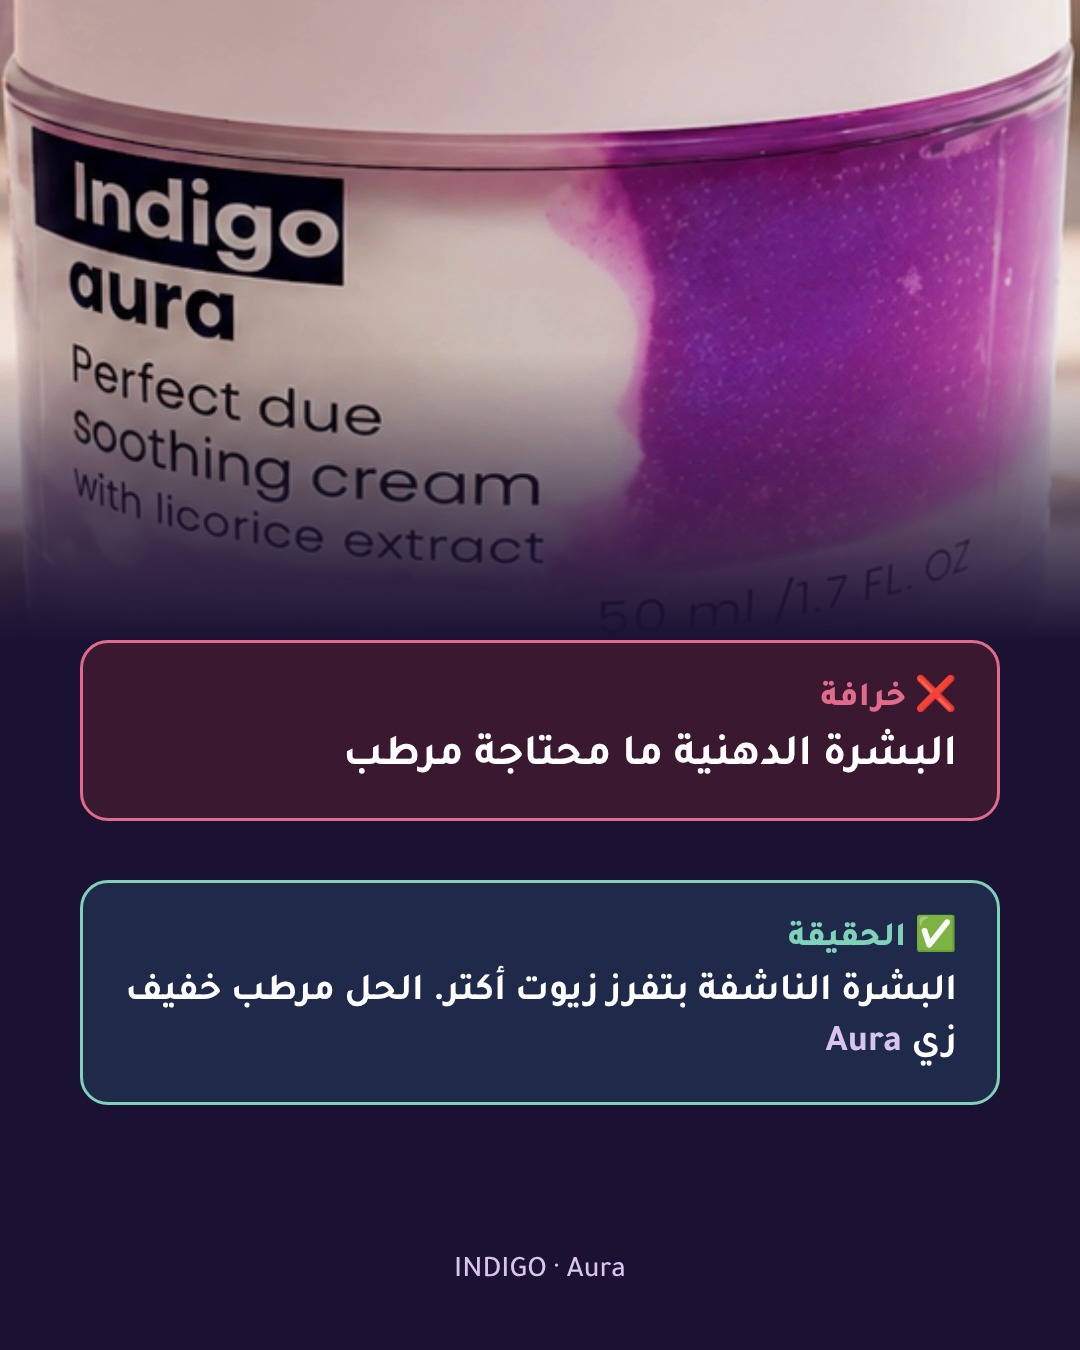 Indigo
aura
Perfect due
Soothing cream
with licorice extract
50 ml /1.7 FL. OZ
❌ خرافة
البشرة الدهنية ما محتاجة مرطب
✅ الحقيقة
البشرة الناشفة بتفرز زيوت أكتر. الحل مرطب خفيف
زي Aura
INDIGO · Aura